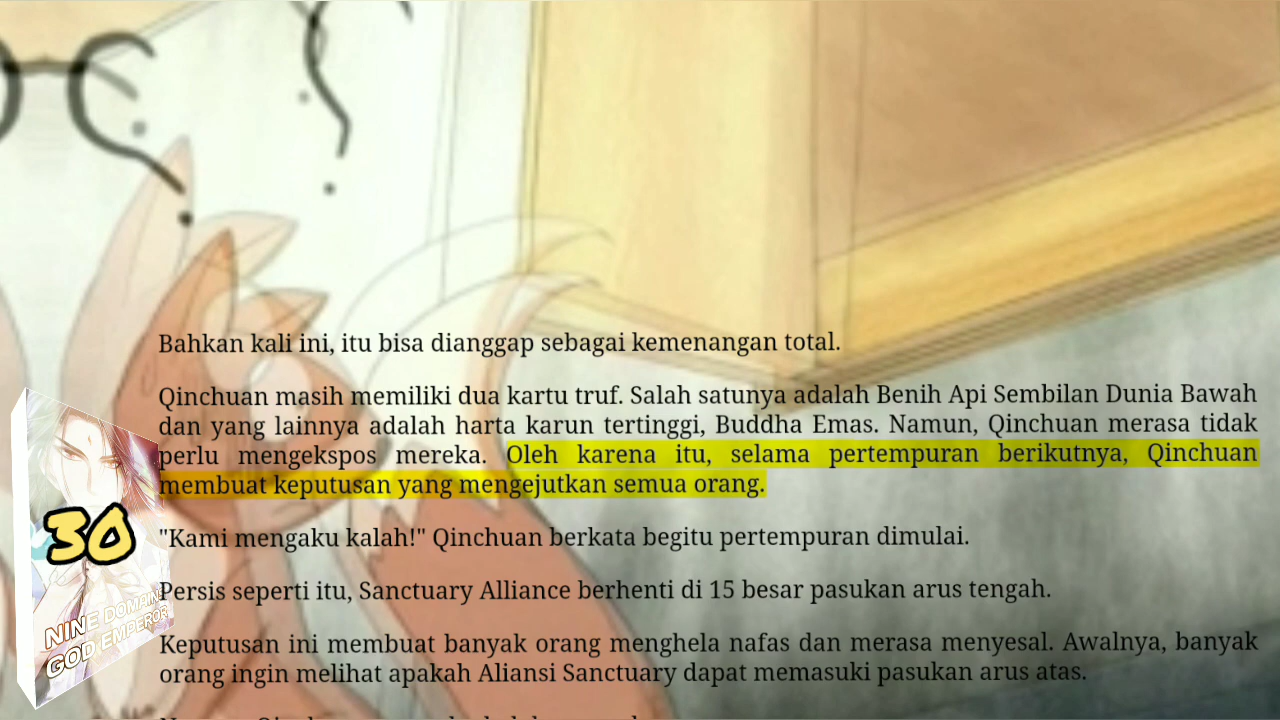 Bahkan kali ini, itu bisa dianggap sebagai kemenangan total.
Qinchuan masih memiliki dua kartu truf. Salah satunya adalah Benih Api Sembilan Dunia Bawah
dan yang lainnya adalah harta karun tertinggi, Buddha Emas. Namun, Qinchuan merasa tidak
perlu mengekspos mereka. Oleh karena itu, selama pertempuran berikutnya, Qinchuan
membuat keputusan yang mengejutkan semua orang.
"Kami mengaku kalah!" Qinchuan berkata begitu pertempuran dimulai.
Persis seperti itu, Sanctuary Alliance berhenti di 15 besar pasukan arus tengah.
Keputusan ini membuat banyak orang menghela nafas dan merasa menyesal. Awalnya, banyak
orang ingin melihat apakah Aliansi Sanctuary dapat memasuki pasukan arus atas.
30
NINE DOMAIN
GOD EMPEROR